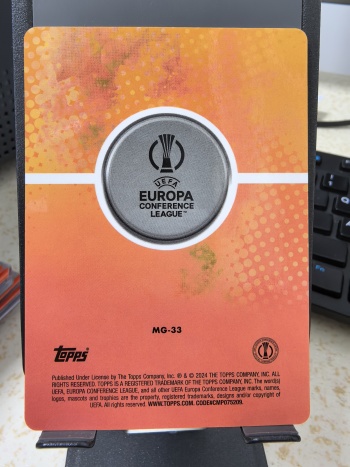 UEFA
EUROPA
CONFERENCE
LEAGUE™
MG-33
Topps®
Published Under License by The Topps Company, Inc. ® & © 2024 THE TOPPS COMPANY, INC. ALL
RIGHTS RESERVED. TOPPS IS A REGISTERED TRADEMARK OF THE TOPPS COMPANY, INC. The word(s)
UEFA, EUROPA CONFERENCE LEAGUE, and all other UEFA Europa Conference League marks, names,
logos, mascots and trophies are the property, registered trademarks, designs and/or copyright of
UEFA. All rights reserved. WWW.TOPPS.COM. CODE#CMP075209.